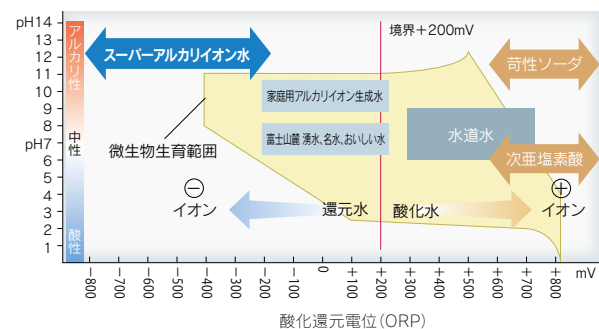 pH14
13
12
11
10
9
8
pH7
6
5
4
3
2
1
アルカリ性
中性
酸性
スーパーアルカリイオン水
境界+200mV
苛性ソーダ
家庭用アルカリイオン生成水
富士山麓 湧水、名水、おいしい水
水道水
次亜塩素酸
微生物生育範囲
⊖
イオン
還元水
酸化水
⊕
イオン
-800
-700
-600
-500
-400
-300
-200
-100
0
+100
+200
+300
+400
+500
+600
+700
+800
mV
酸化還元電位(ORP)